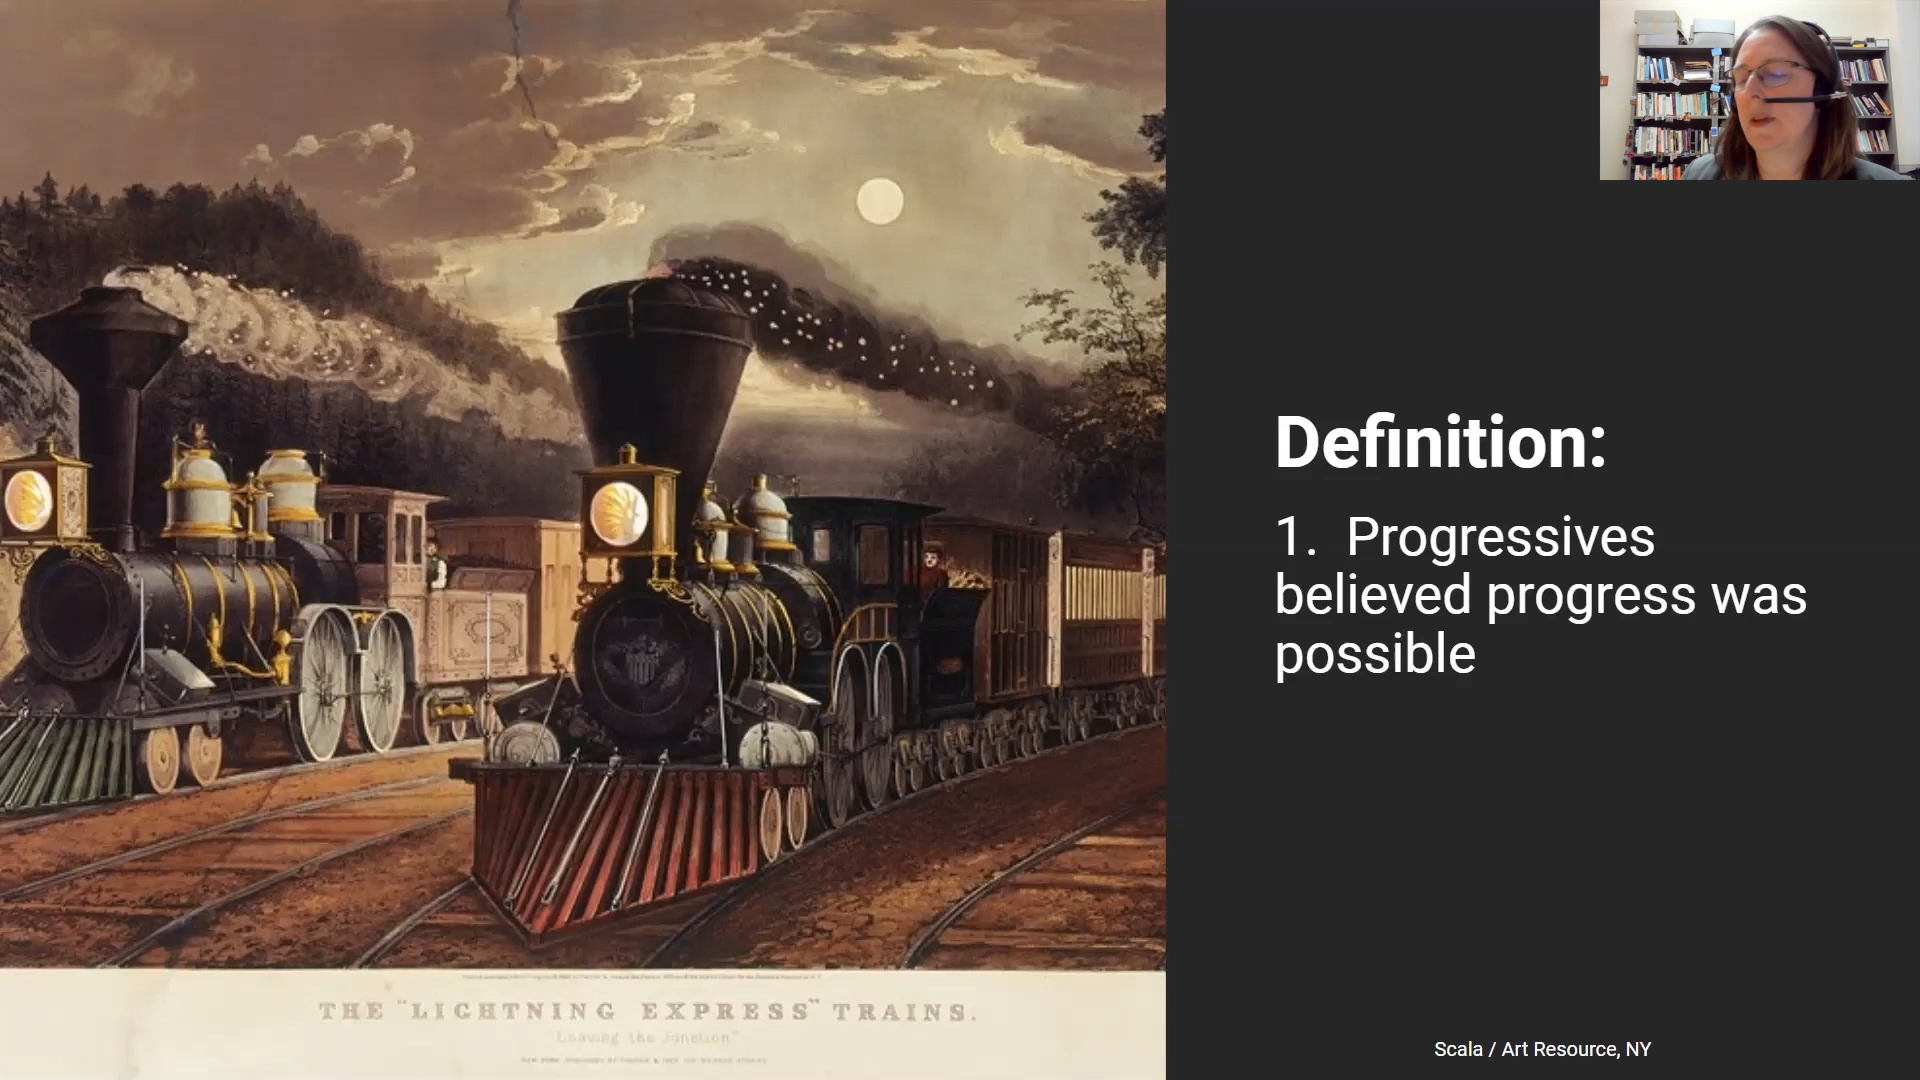 Definition:
1. Progressives
believed progress was
possible
THE "LIGHTNING EXPRESS" TRAINS.
"Leaving the Junction"
Scala / Art Resource, NY